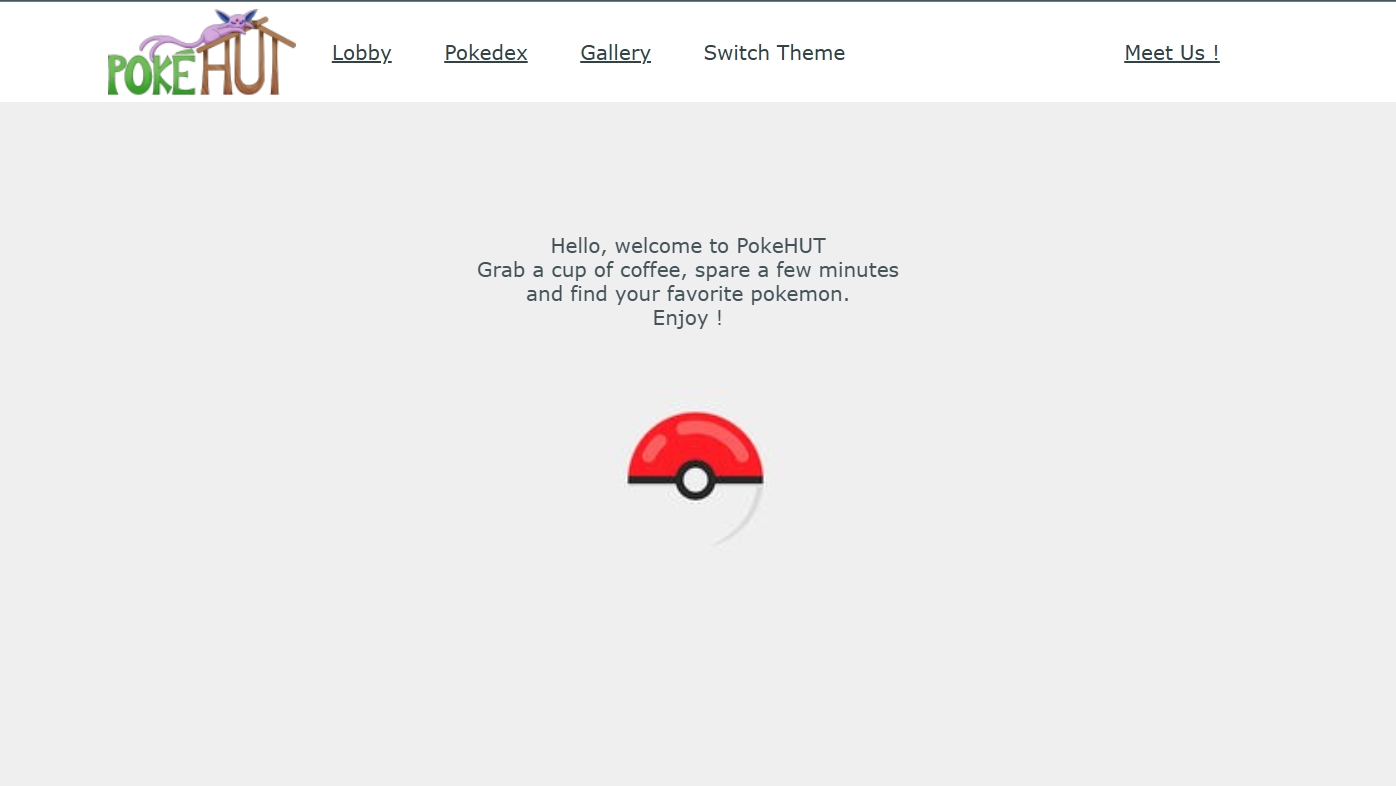 POKÉHUT
Lobby Pokedex Gallery Switch Theme Meet Us !
Hello, welcome to PokeHUT
Grab a cup of coffee, spare a few minutes
and find your favorite pokemon.
Enjoy !